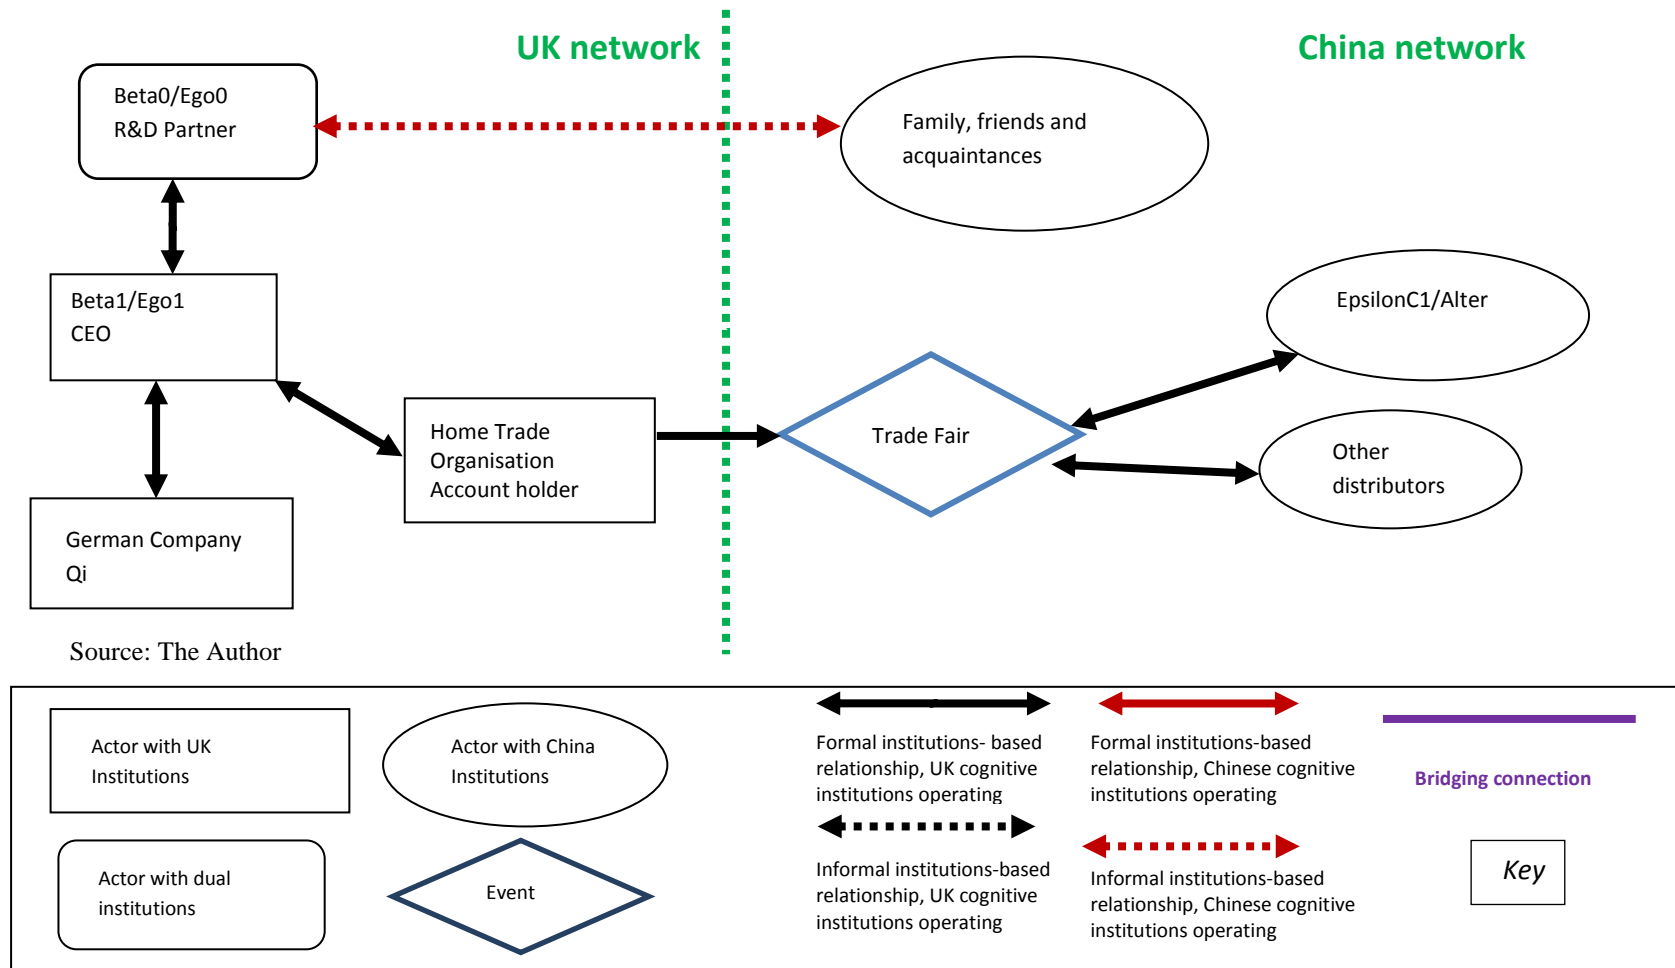 UK network
China network
Beta0/Ego0
R&D Partner
Family, friends and
acquaintances
Beta1/Ego1
CEO
EpsilonC1/Alter
Home Trade
Organisation
Account holder
Trade Fair
Other
distributors
German Company
Qi
Source: The Author
Actor with UK
Institutions
Actor with China
Institutions
Formal institutions- based
relationship, UK cognitive
institutions operating
Formal institutions-based
relationship, Chinese cognitive
institutions operating
Bridging connection
Actor with dual
institutions
Event
Informal institutions-based
relationship, UK cognitive
institutions operating
Informal institutions-based
relationship, Chinese cognitive
institutions operating
Key